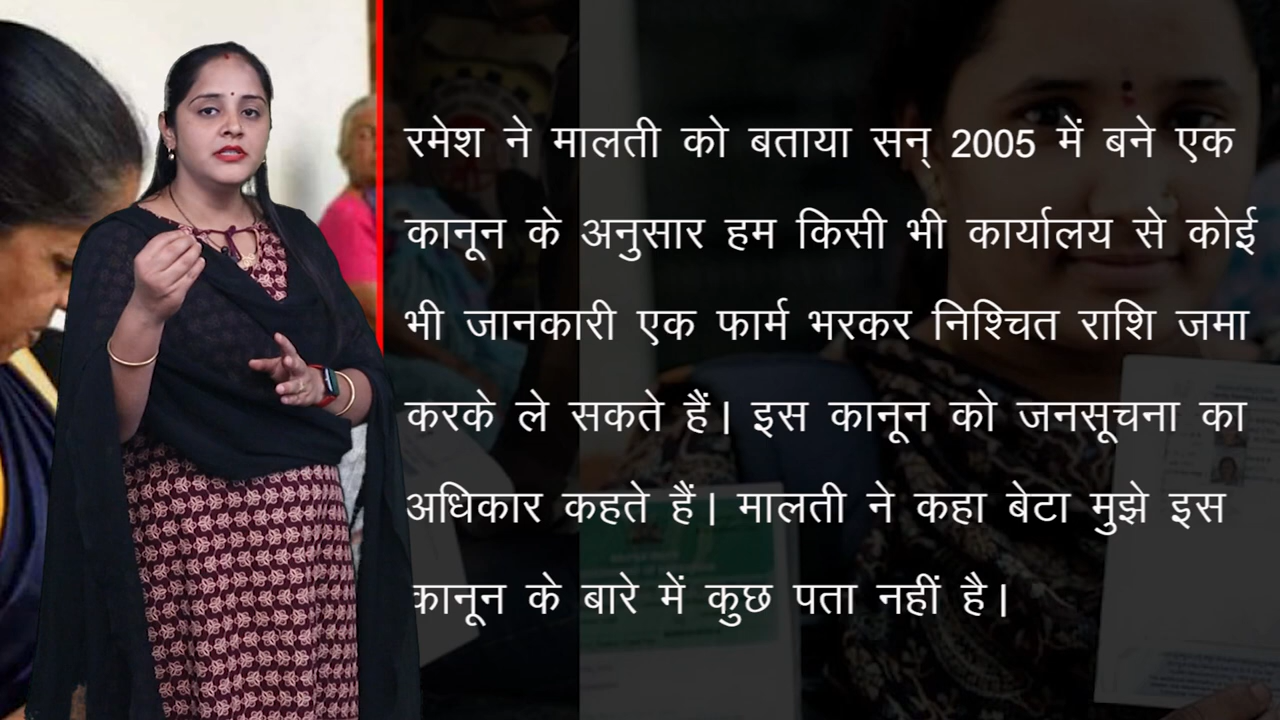 रमेश ने मालती को बताया सन् 2005 में बने एक
कानून के अनुसार हम किसी भी कार्यालय से कोई
भी जानकारी एक फार्म भरकर निश्चित राशि जमा
करके ले सकते हैं। इस कानून को जनसूचना का
अधिकार कहते हैं। मालती ने कहा बेटा मुझे इस
कानून के बारे में कुछ पता नहीं है।